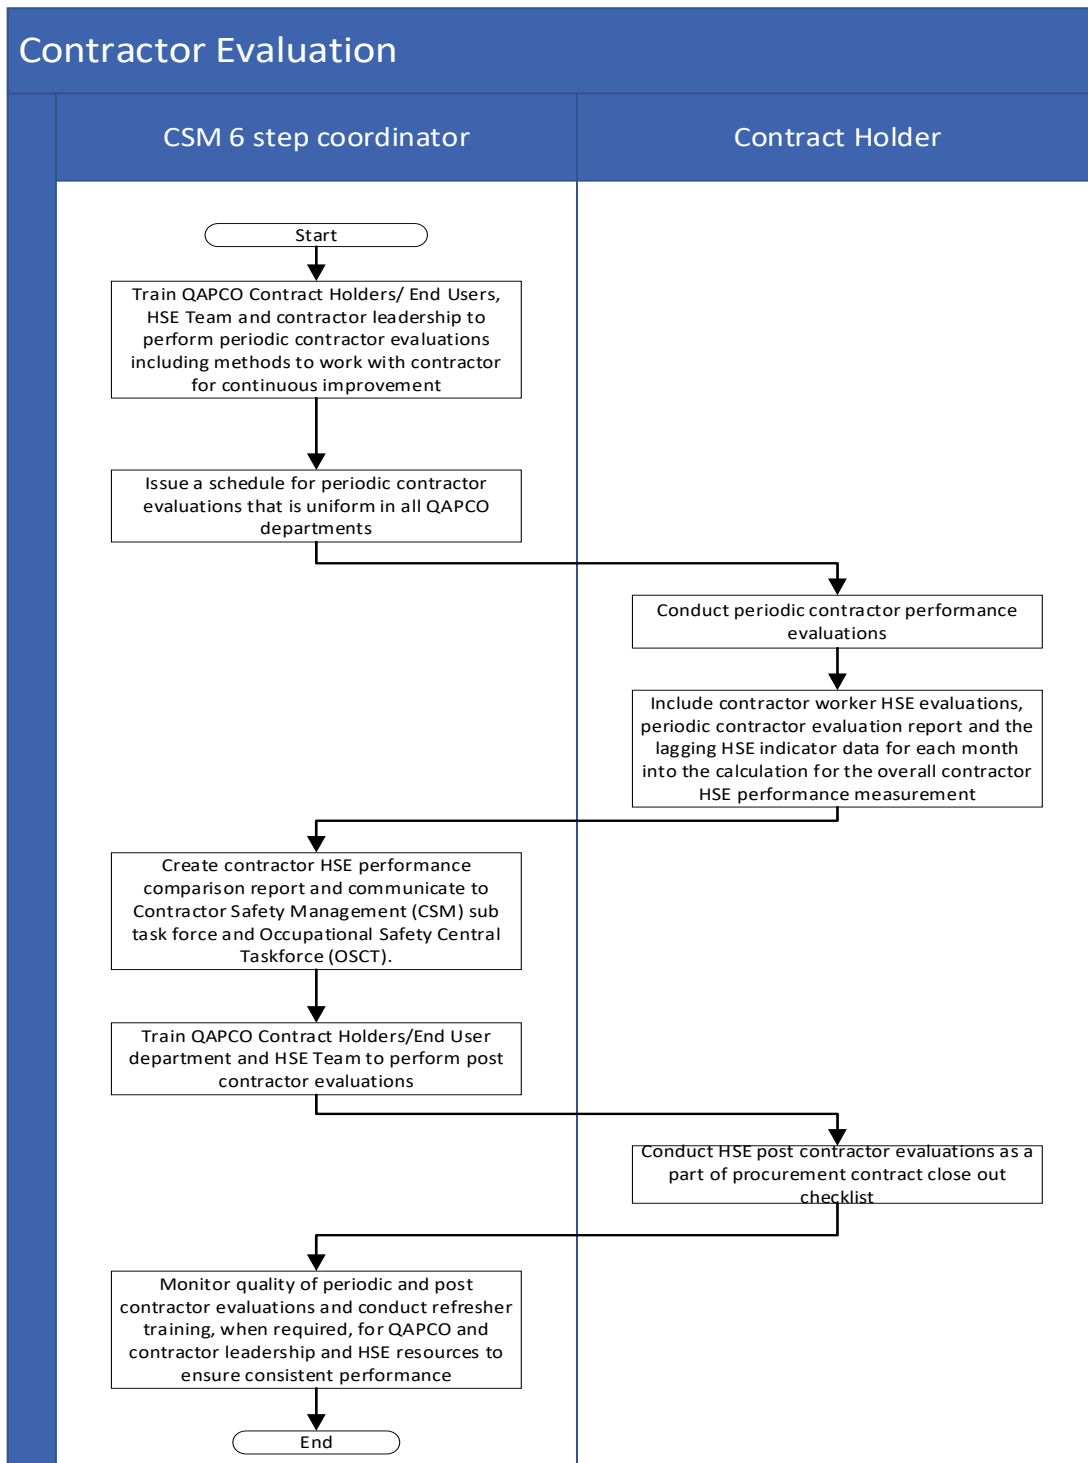 Contractor Evaluation
CSM 6 step coordinator
Contract Holder
Start
Train QAPCO Contract Holders/ End Users,
HSE Team and contractor leadership to
perform periodic contractor evaluations
including methods to work with contractor
for continuous improvement
Issue a schedule for periodic contractor
evaluations that is uniform in all QAPCO
departments
Conduct periodic contractor performance
evaluations
Include contractor worker HSE evaluations,
periodic contractor evaluation report and the
lagging HSE indicator data for each month
into the calculation for the overall contractor
HSE performance measurement
Create contractor HSE performance
comparison report and communicate to
Contractor Safety Management (CSM) sub
task force and Occupational Safety Central
Taskforce (OSCT).
Train QAPCO Contract Holders/End User
department and HSE Team to perform post
contractor evaluations
Conduct HSE post contractor evaluations as a
part of procurement contract close out
checklist
Monitor quality of periodic and post
contractor evaluations and conduct refresher
training, when required, for QAPCO and
contractor leadership and HSE resources to
ensure consistent performance
End